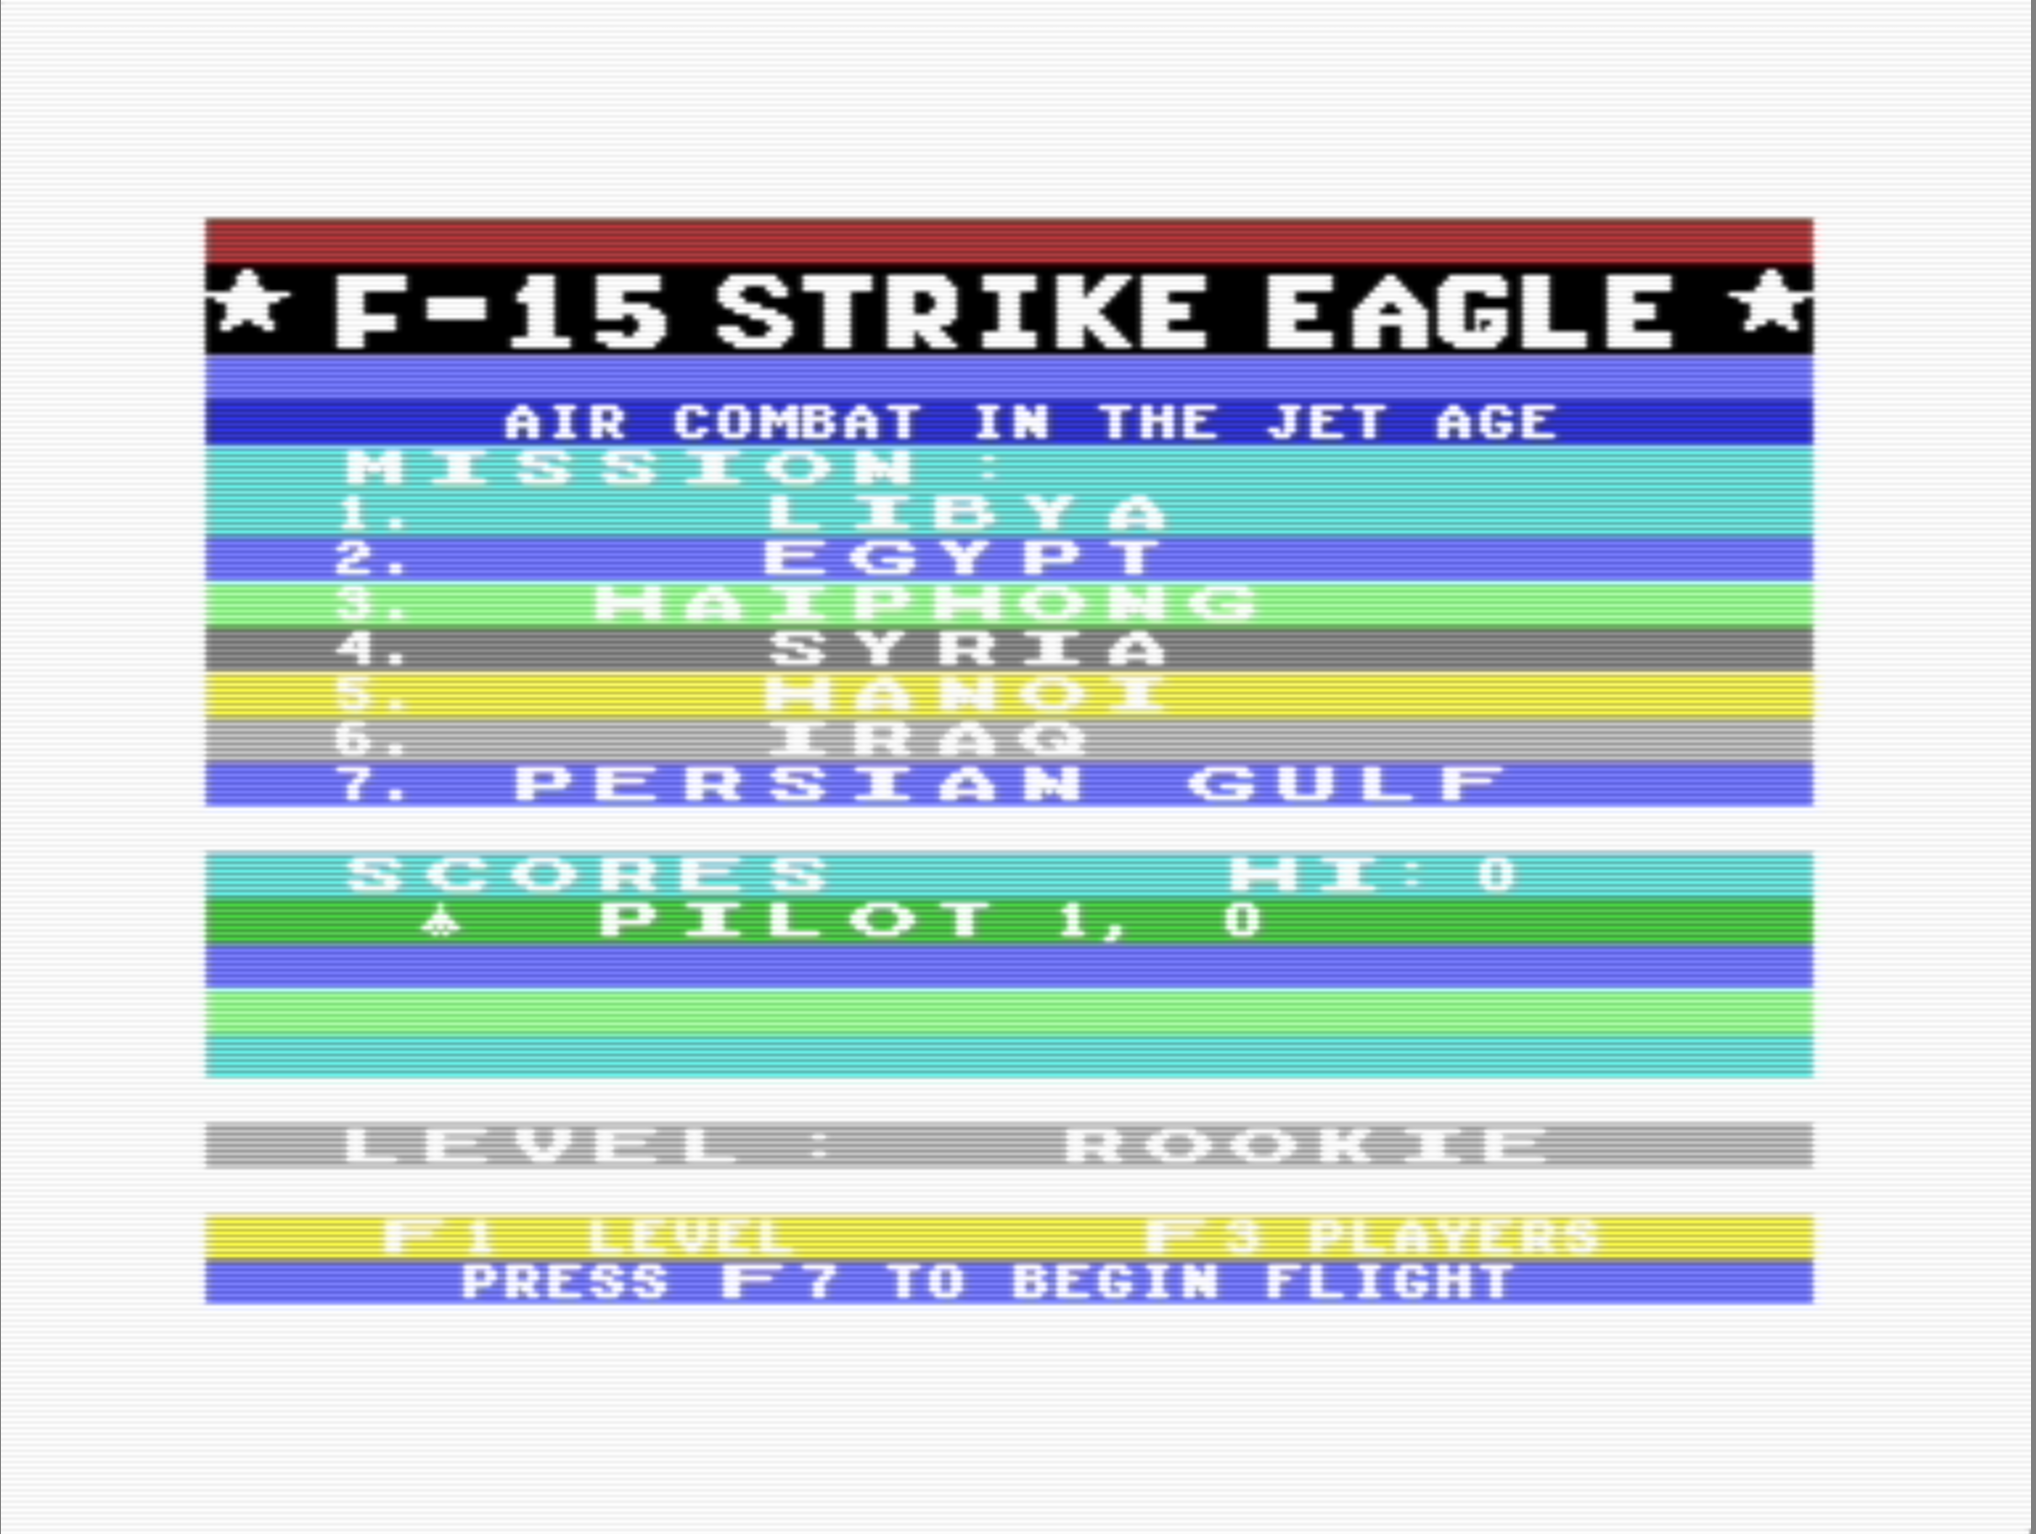 ★ F-15 STRIKE EAGLE ★
AIR COMBAT IN THE JET AGE
MISSION :
1. LIBYA
2. EGYPT
3. HAIPHONG
4. SYRIA
5. HANOI
6. IRAQ
7. PERSIAN GULF
SCORES HI: 0
PILOT 1, 0
LEVEL : ROOKIE
F1 LEVEL F3 PLAYERS
PRESS F7 TO BEGIN FLIGHT